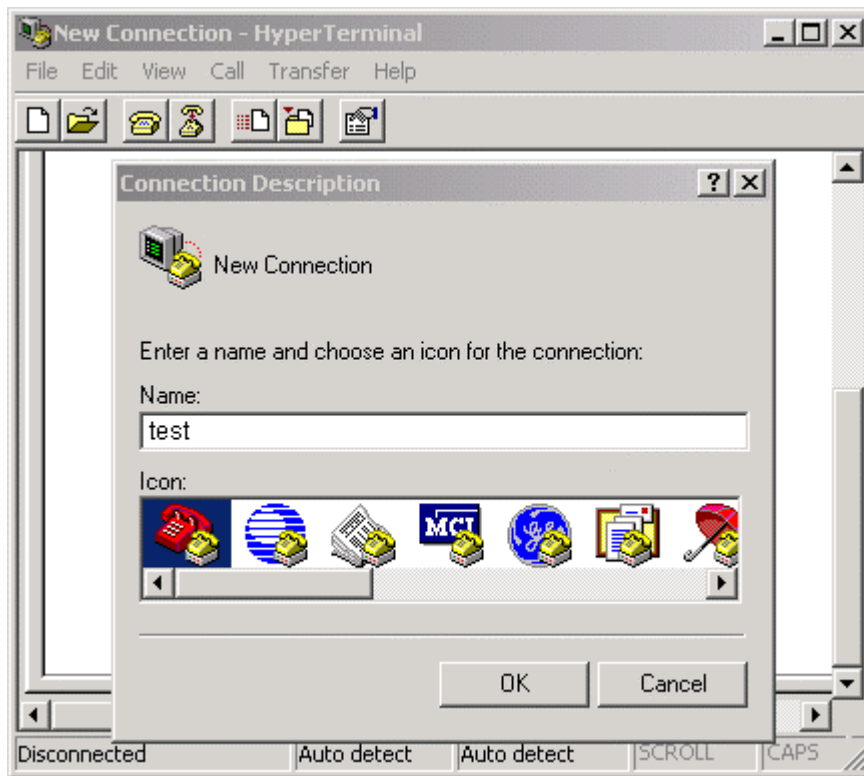 New Connection - HyperTerminal
File Edit View Call Transfer Help
Connection Description
New Connection
Enter a name and choose an icon for the connection:
Name:
test
Icon:
MCI
OK Cancel
Disconnected Auto detect Auto detect SCROLL CAPS